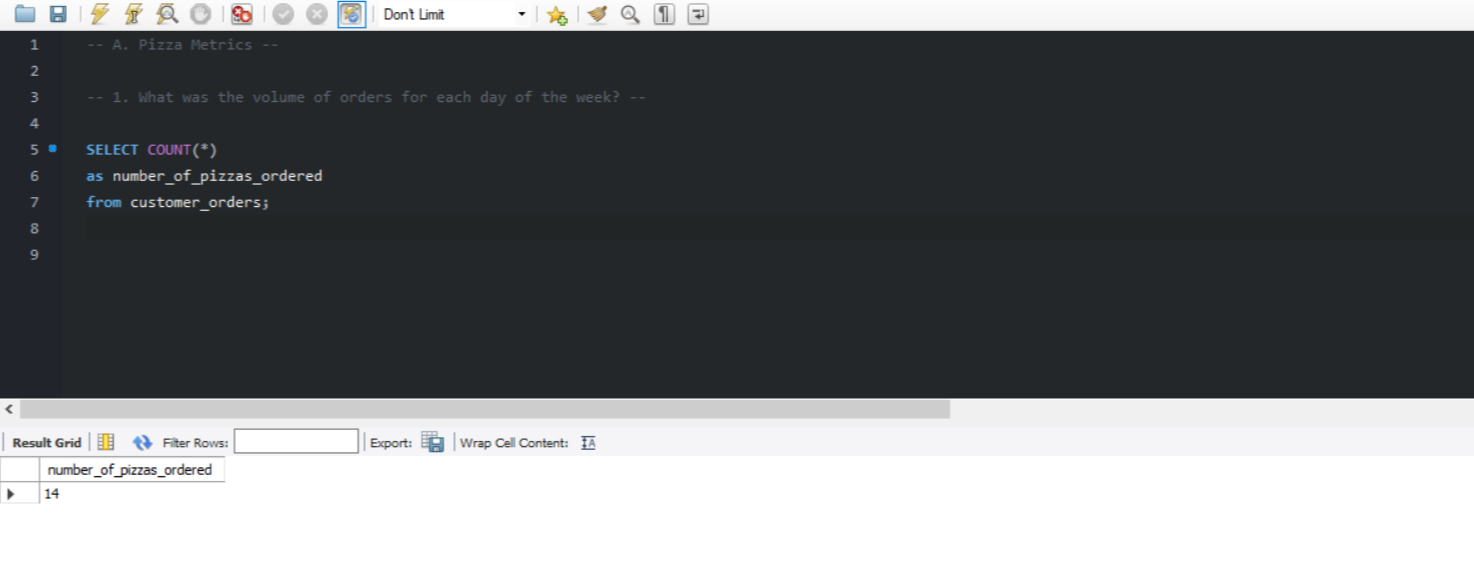 Don't Limit
1 -- A. Pizza Metrics --
2
3 -- 1. What was the volume of orders for each day of the week? --
4
5 SELECT COUNT(*)
6 as number_of_pizzas_ordered
7 from customer_orders;
8
9
Result Grid Filter Rows: Export: Wrap Cell Content: IA
number_of_pizzas_ordered
14